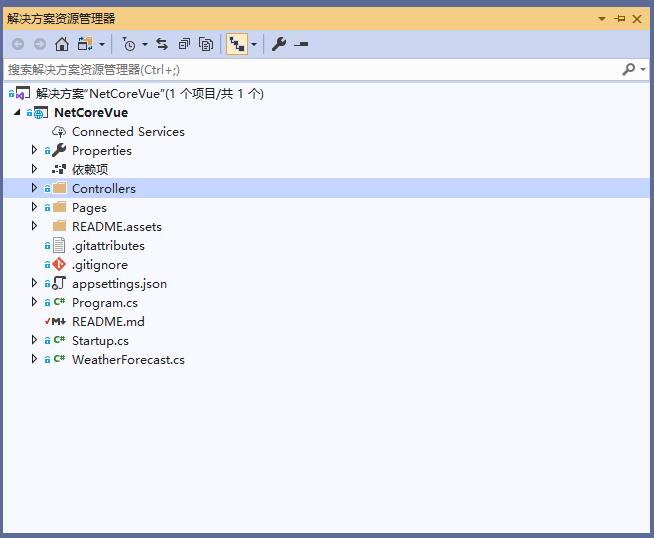 解决方案资源管理器
搜索解决方案资源管理器(Ctrl+;)
解决方案"NetCoreVue"(1 个项目/共 1 个)
NetCoreVue
Connected Services
Properties
依赖项
Controllers
Pages
README.assets
.gitattributes
.gitignore
appsettings.json
C# Program.cs
M↓ README.md
C# Startup.cs
C# WeatherForecast.cs